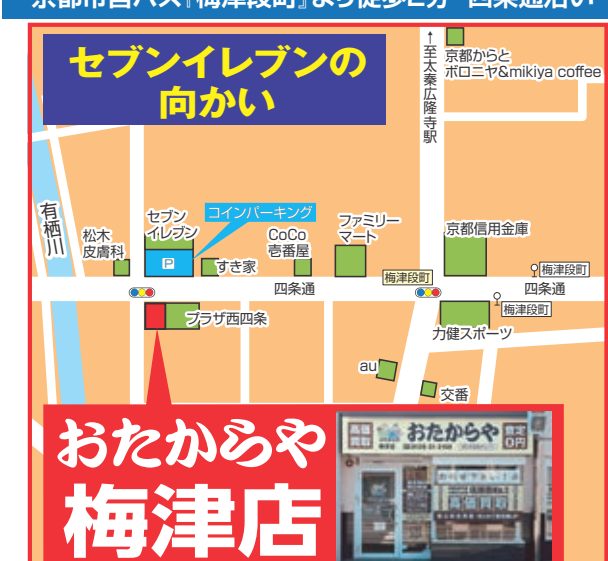 京都市営バス『梅津段町』より徒歩2分 四条通沿い
セブンイレブンの
向かい
↑至太秦広隆寺駅
京都からと
ボロニヤ&mikiya coffee
有栖川
松木
皮膚科
セブン
イレブン
コインパーキング
P
すき家
CoCo
壱番屋
ファミリー
マート
京都信用金庫
梅津段町
梅津段町
四条通
四条通
梅津段町
プラザ西四条
力健スポーツ
au
交番
おたからや
梅津店
高価
買取
おたからや
査定
0円
高価買取